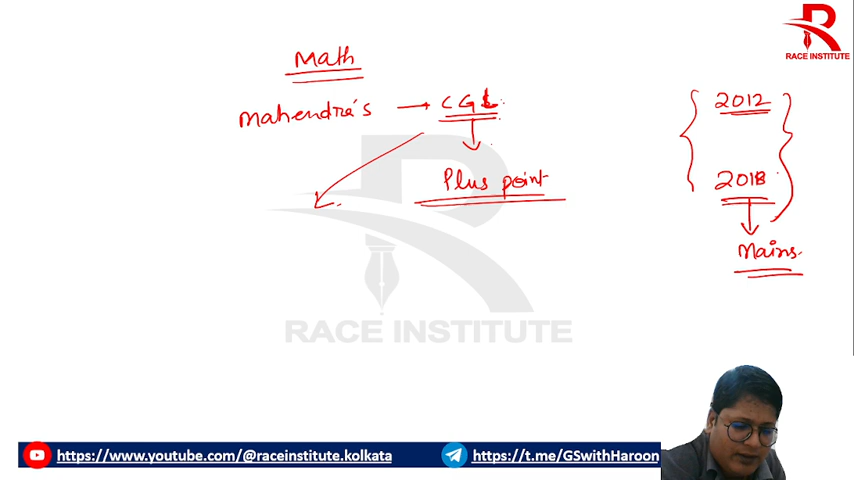 RACE INSTITUTE
Math
Mahendra's → CGL
2012
Plus point
2018
Mains
RACE INSTITUTE
https://www.youtube.com/@raceinstitute.kolkata
https://t.me/GSwithHaroon